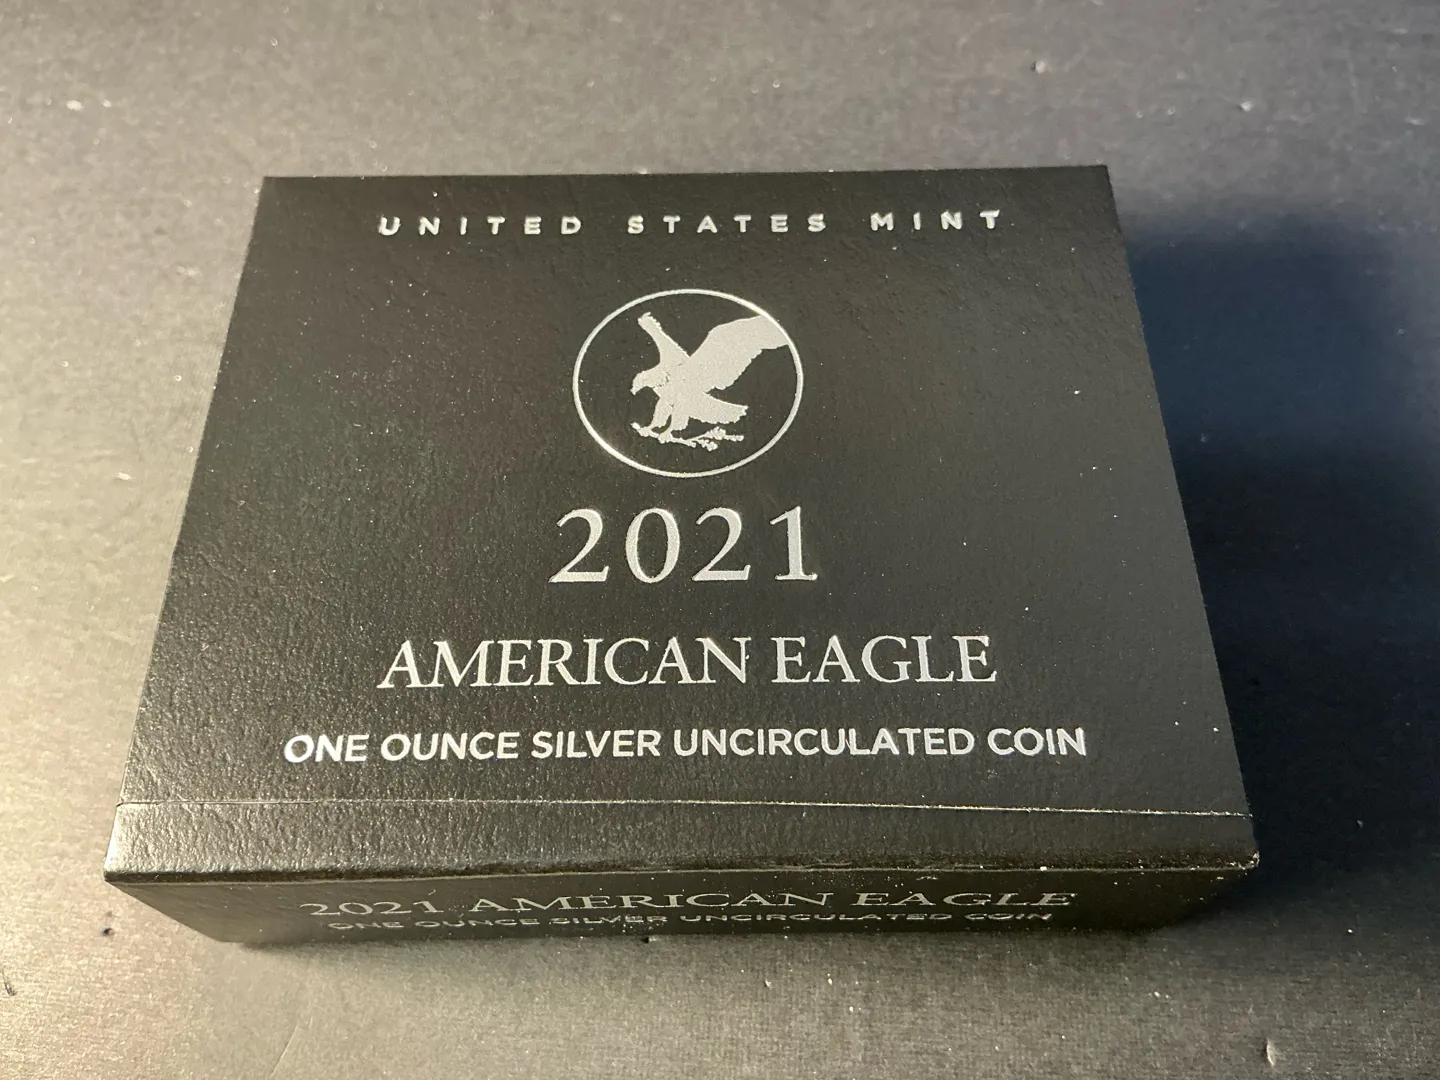 UNITED STATES MINT
2021
AMERICAN EAGLE
ONE OUNCE SILVER UNCIRCULATED COIN
2021 AMERICAN EAGLE
ONE OUNCE SILVER UNCIRCULATED COIN